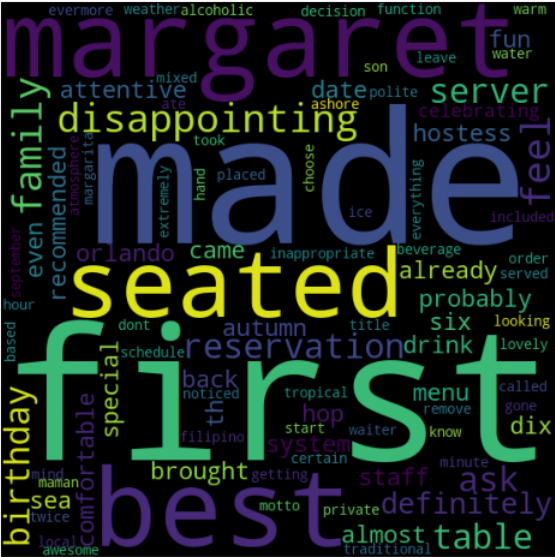 evermore weather alcoholic decision function warm
margaret
son leave water
fun
mixed polite
attentive date server
ate ashore
disappointing celebrating
hostess
family
feel
made
took
choose
placed
hand
extremely
everything
margarita
atmosphere
recommended
even
ice included
orlando came inappropriate beverage order
served
seated
already
september
hour
probably
dont autumn title six looking
reservation drink lovely
based
first
schedule
special
back tropical menu called
noticed remove gone
th hop dix
birthday
comfortable
filipino start waiter know
system certain
mind maman brought getting minute
staff ask
sea
best
motto private definitely
twice
local
almost table
awesome traditional